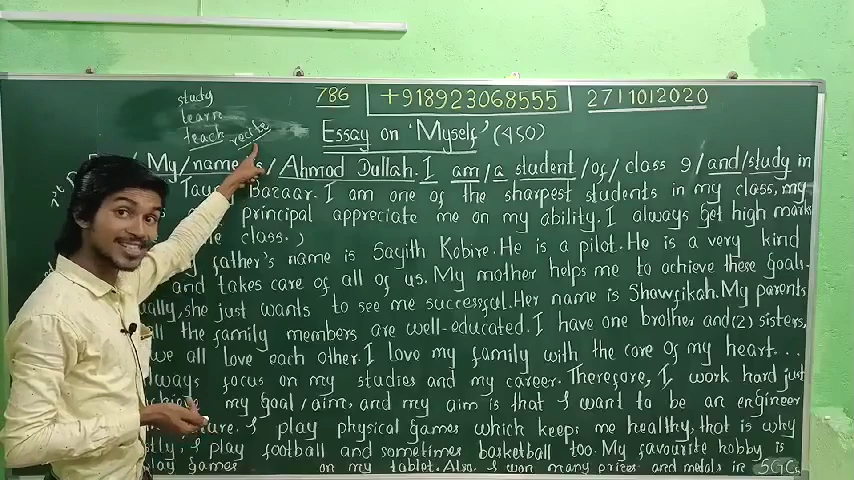 study
learn
teach recite
786 +918923068555 2711012020
Essay on 'Myself' (450)
My/name is/Ahmod Dullah. I am/a student/of/class 9/and/study in
Bazaar. I am one of the sharpest students in my class, my
principal appreciate me on my ability. I always get high marks
class.)
father's name is Sayith Kobire. He is a pilot. He is a very kind
and takes care of all of us. My mother helps me to achieve these goals.
she just wants to see me successful. Her name is Shawfikah. My parents
the family members are well-educated. I have one brother and (2) sisters,
we all love each other. I love my family with the core of my heart...
focus on my studies and my career. Therefore, I, work hard just
my goal/aim, and my aim is that I want to be an engineer
I play physical games which keeps me healthy, that is why
I play football and sometimes basketball too. My favourite hobby is
games on my tablet. Also, I won many prizes and metals in SGCs